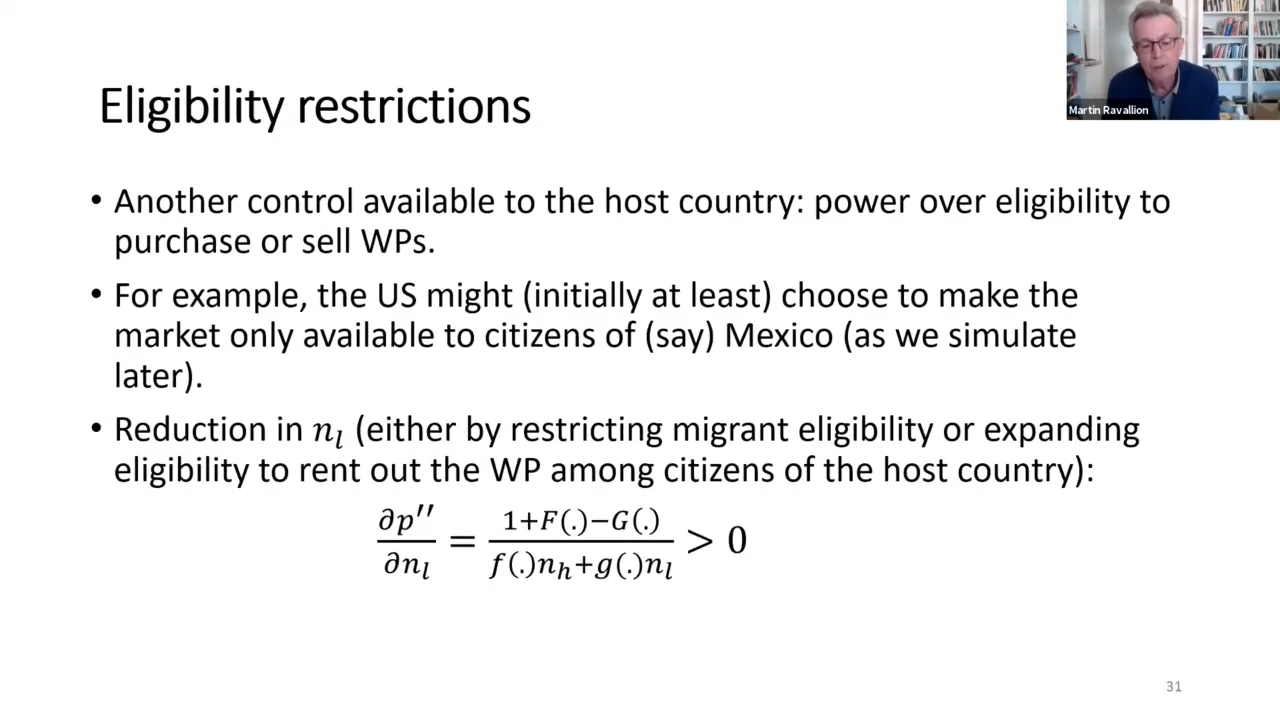 Martin Ravallion
Eligibility restrictions
• Another control available to the host country: power over eligibility to
purchase or sell WPs.
• For example, the US might (initially at least) choose to make the
market only available to citizens of (say) Mexico (as we simulate
later).
• Reduction in n_l (either by restricting migrant eligibility or expanding
eligibility to rent out the WP among citizens of the host country):
∂p′′/∂n_l = (1+F(.)−G(.))/(f(.)n_h+g(.)n_l) > 0
31